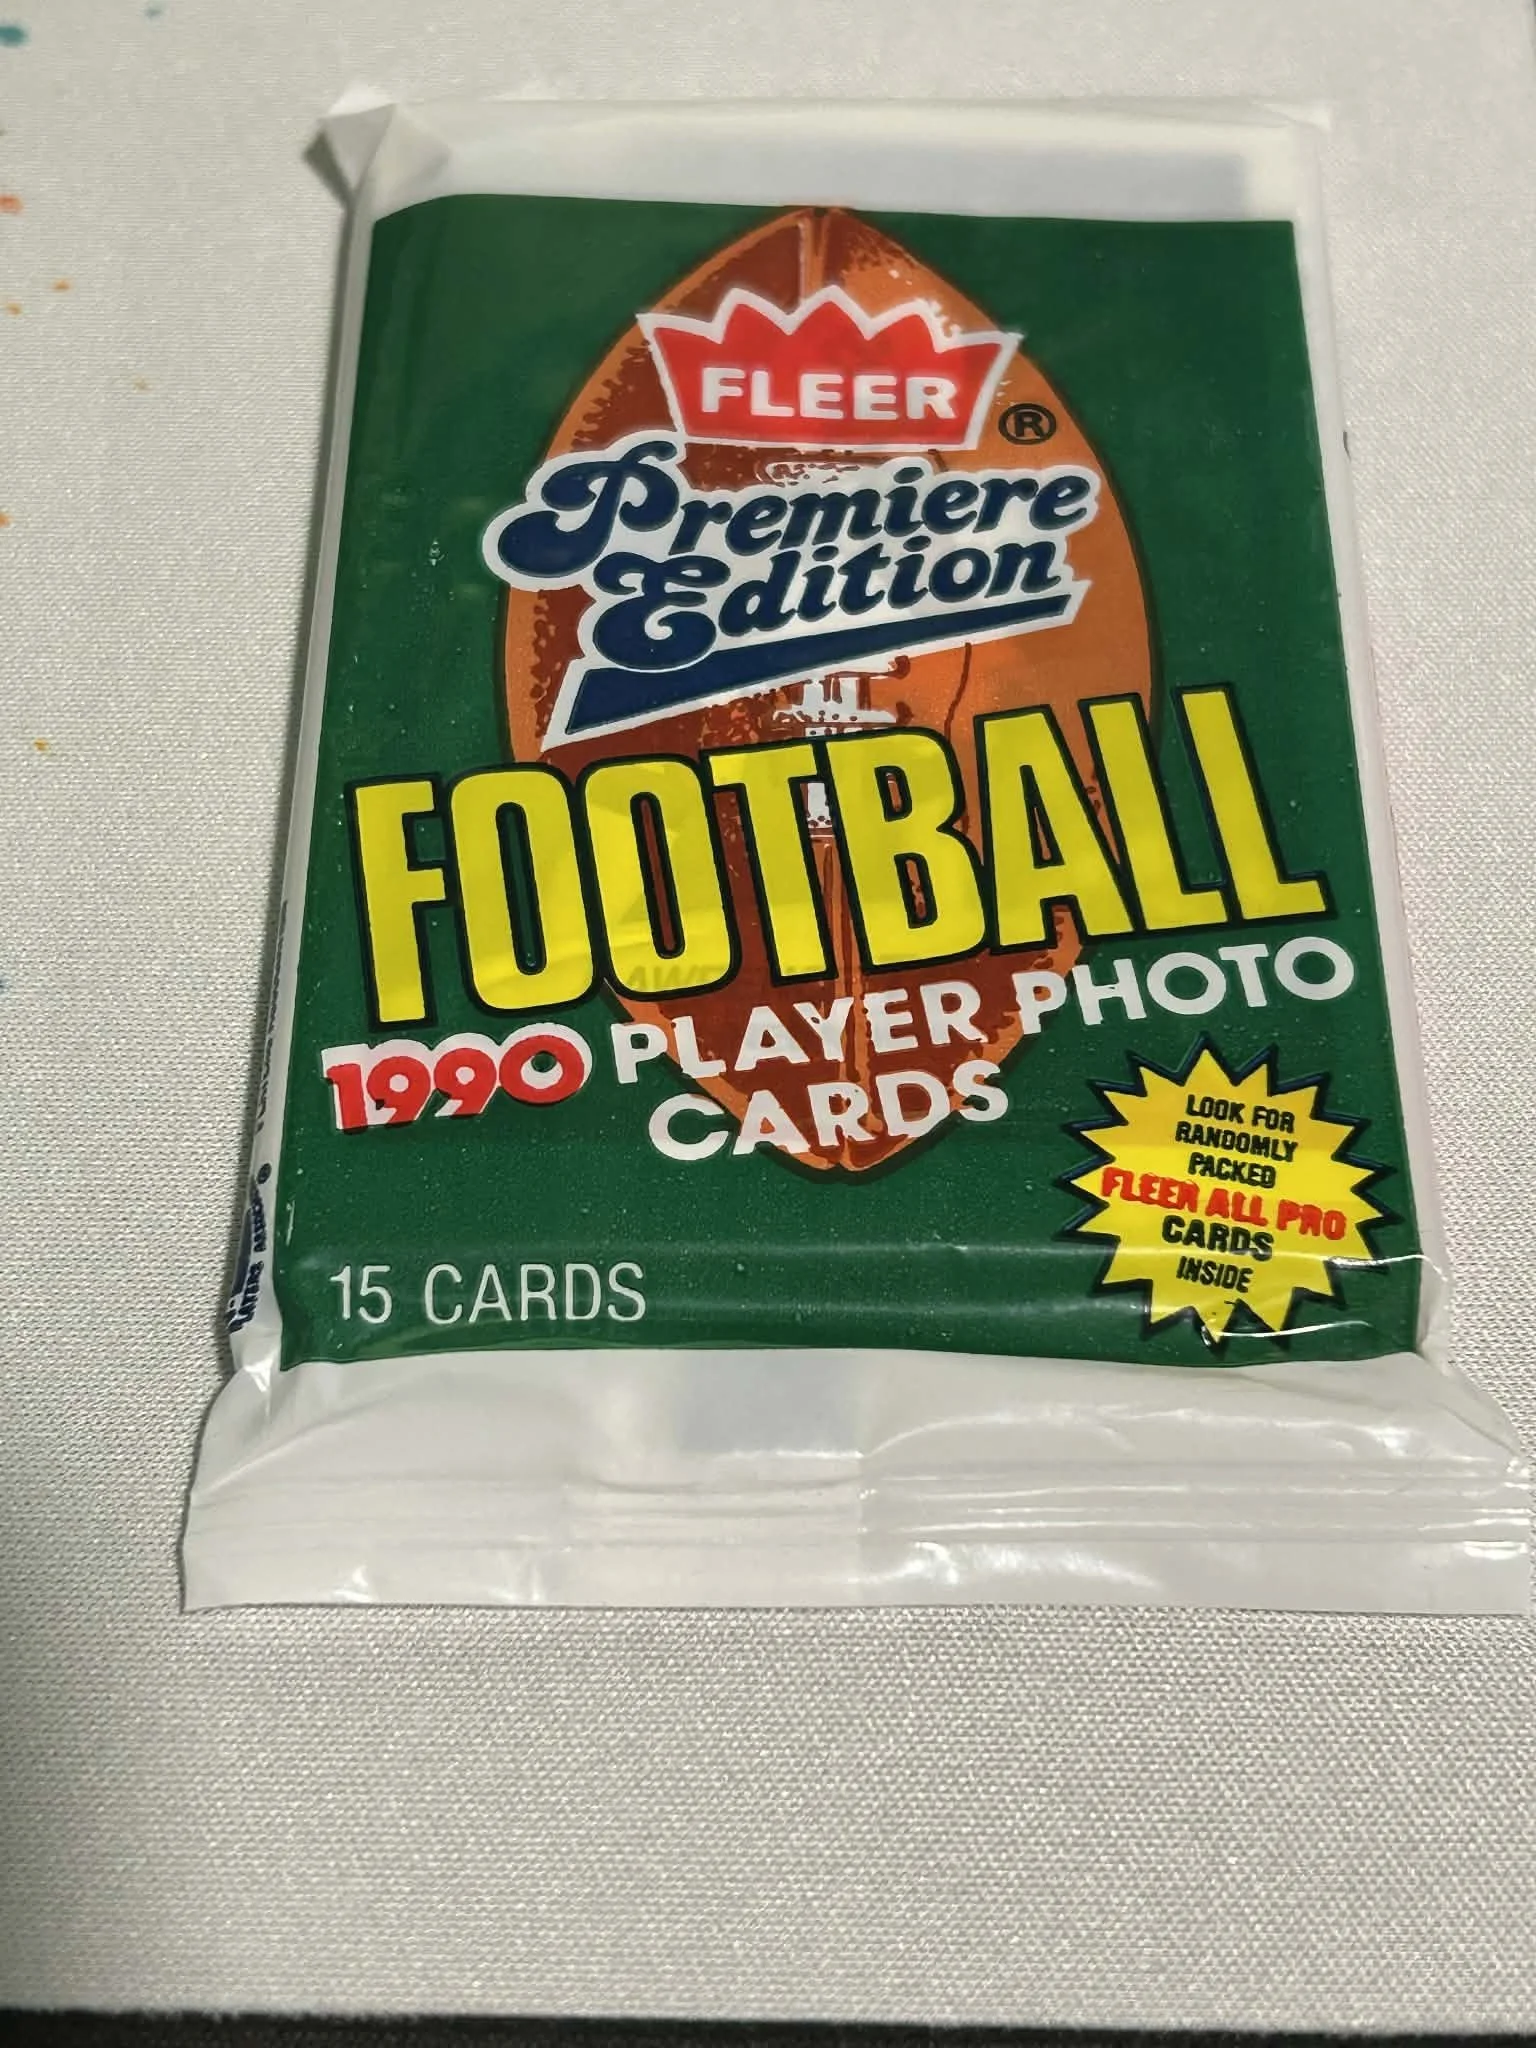 FLEER
®
Premiere
Edition
FOOTBALL
1990 PLAYER PHOTO
CARDS
LOOK FOR
RANDOMLY
PACKED
FLEER ALL PRO
CARDS
INSIDE
15 CARDS